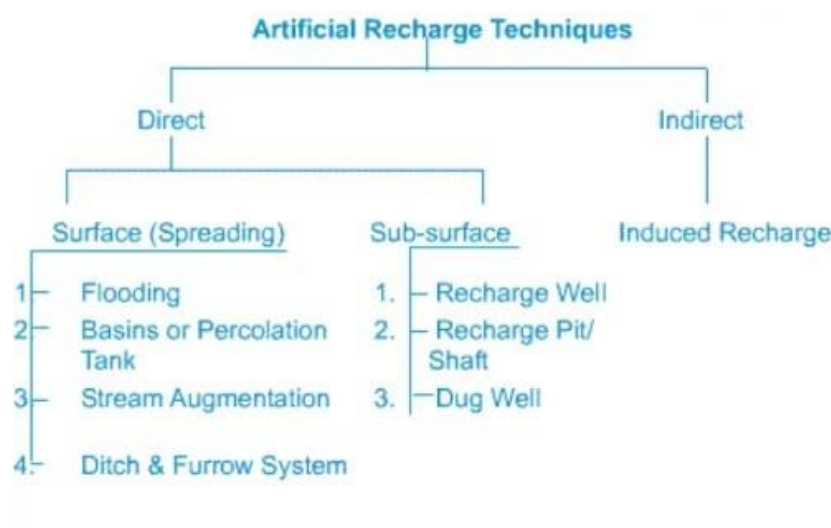 Artificial Recharge Techniques
Direct
Indirect
Surface (Spreading)
Sub-surface
Induced Recharge
1 Flooding
2 Basins or Percolation
Tank
3 Stream Augmentation
4. Ditch & Furrow System
1. Recharge Well
2. Recharge Pit/
Shaft
3. Dug Well